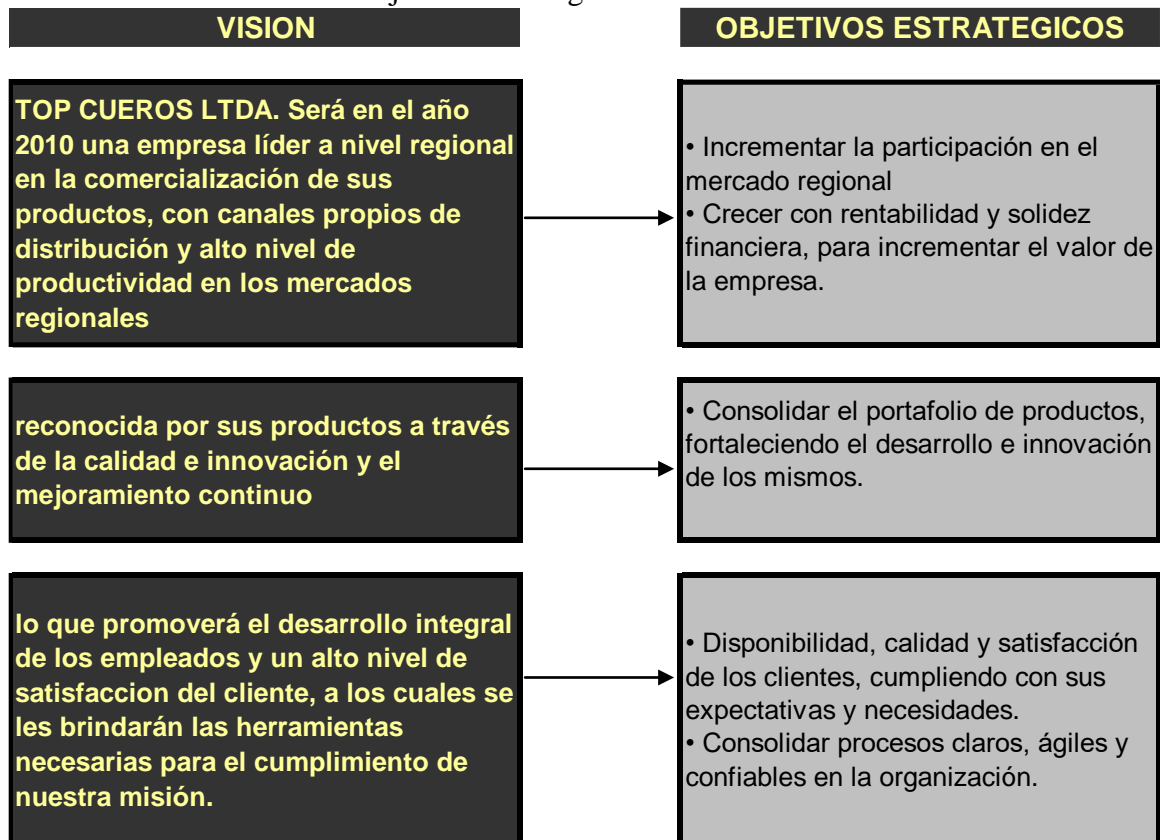 VISION
OBJETIVOS ESTRATEGICOS
TOP CUEROS LTDA. Será en el año
2010 una empresa líder a nivel regional
en la comercialización de sus
productos, con canales propios de
distribución y alto nivel de
productividad en los mercados
regionales
• Incrementar la participación en el
mercado regional
• Crecer con rentabilidad y solidez
financiera, para incrementar el valor de
la empresa.
reconocida por sus productos a través
de la calidad e innovación y el
mejoramiento continuo
• Consolidar el portafolio de productos,
fortaleciendo el desarrollo e innovación
de los mismos.
lo que promoverá el desarrollo integral
de los empleados y un alto nivel de
satisfaccion del cliente, a los cuales se
les brindarán las herramientas
necesarias para el cumplimiento de
nuestra misión.
• Disponibilidad, calidad y satisfacción
de los clientes, cumpliendo con sus
expectativas y necesidades.
• Consolidar procesos claros, ágiles y
confiables en la organización.